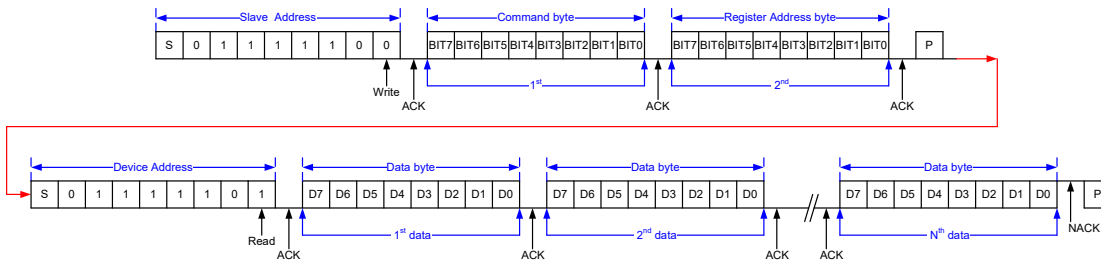 Slave Address Command byte Register Address byte
S 0 1 1 1 1 1 0 0 BIT7 BIT6 BIT5 BIT4 BIT3 BIT2 BIT1 BIT0 BIT7 BIT6 BIT5 BIT4 BIT3 BIT2 BIT1 BIT0 P
1st 2nd
Write ACK ACK ACK
Device Address Data byte Data byte Data byte
S 0 1 1 1 1 1 0 1 D7 D6 D5 D4 D3 D2 D1 D0 D7 D6 D5 D4 D3 D2 D1 D0 D7 D6 D5 D4 D3 D2 D1 D0 P
NACK
Read 1st data 2nd data Nth data
ACK ACK ACK ACK